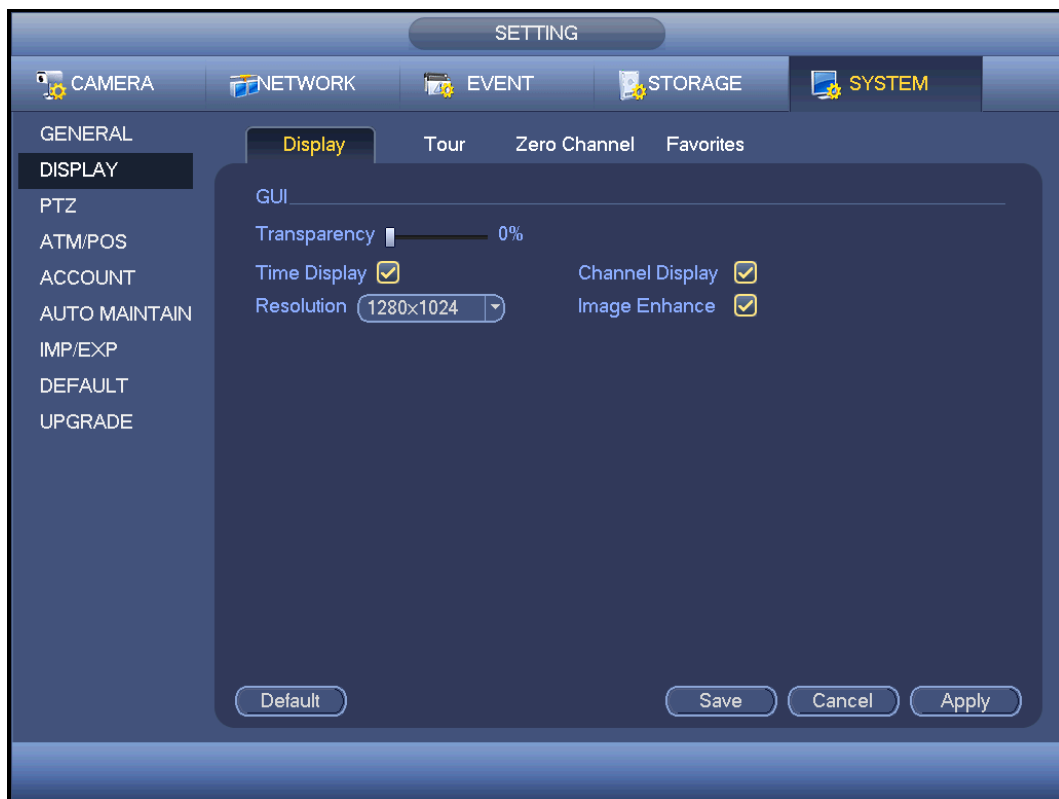 SETTING
CAMERA NETWORK EVENT STORAGE SYSTEM
GENERAL
DISPLAY
PTZ
ATM/POS
ACCOUNT
AUTO MAINTAIN
IMP/EXP
DEFAULT
UPGRADE
Display Tour Zero Channel Favorites
GUI
Transparency 0%
Time Display Channel Display
Resolution 1280×1024 Image Enhance
Default Save Cancel Apply